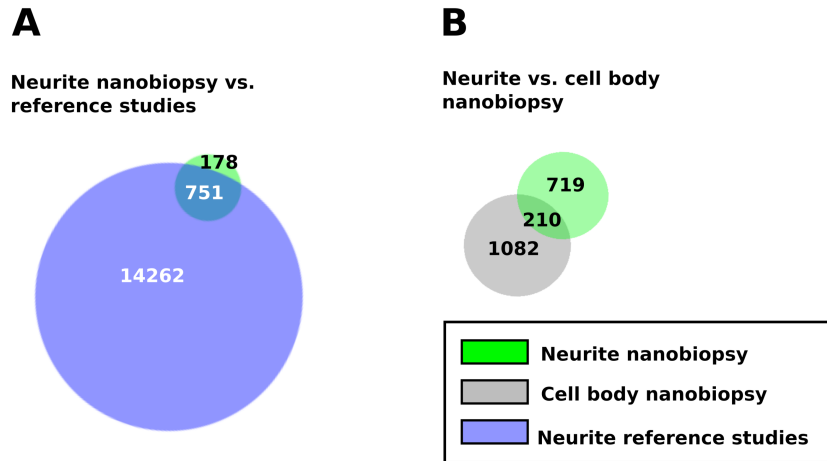 A
Neurite nanobiopsy vs.
reference studies
178
751
14262
B
Neurite vs. cell body
nanobiopsy
719
210
1082
Neurite nanobiopsy
Cell body nanobiopsy
Neurite reference studies